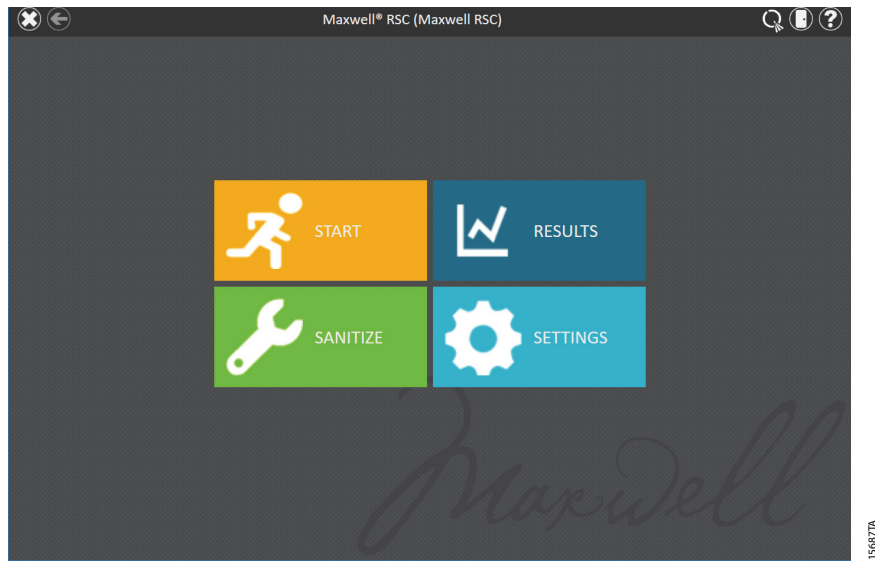 Maxwell® RSC (Maxwell RSC)
?
START
RESULTS
SANITIZE
SETTINGS
Maxwell
15687TA